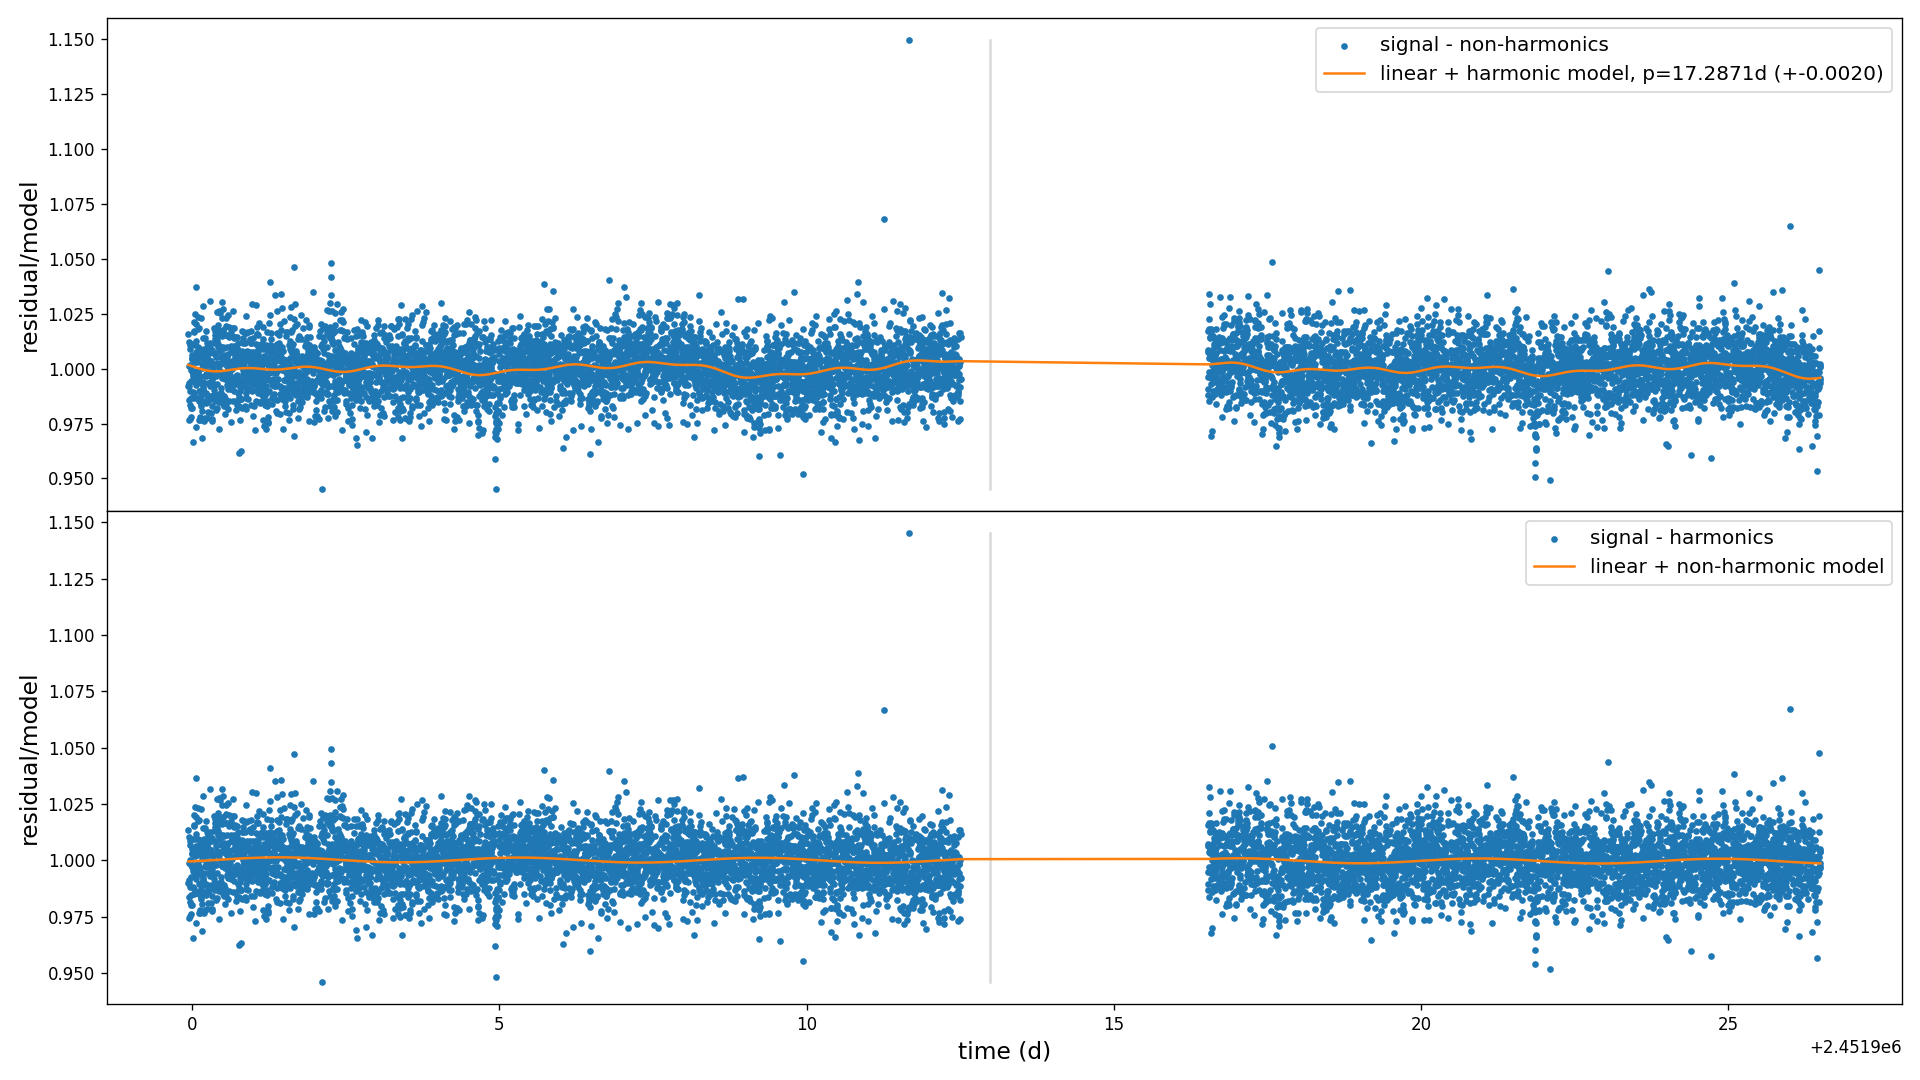 signal - non-harmonics
linear + harmonic model, p=17.2871d (+-0.0020)
1.150
1.125
1.100
1.075
1.050
1.025
1.000
0.975
0.950
residual/model
signal - harmonics
linear + non-harmonic model
1.150
1.125
1.100
1.075
1.050
1.025
1.000
0.975
0.950
residual/model
0 5 10 15 20 25
time (d)
+2.4519e6